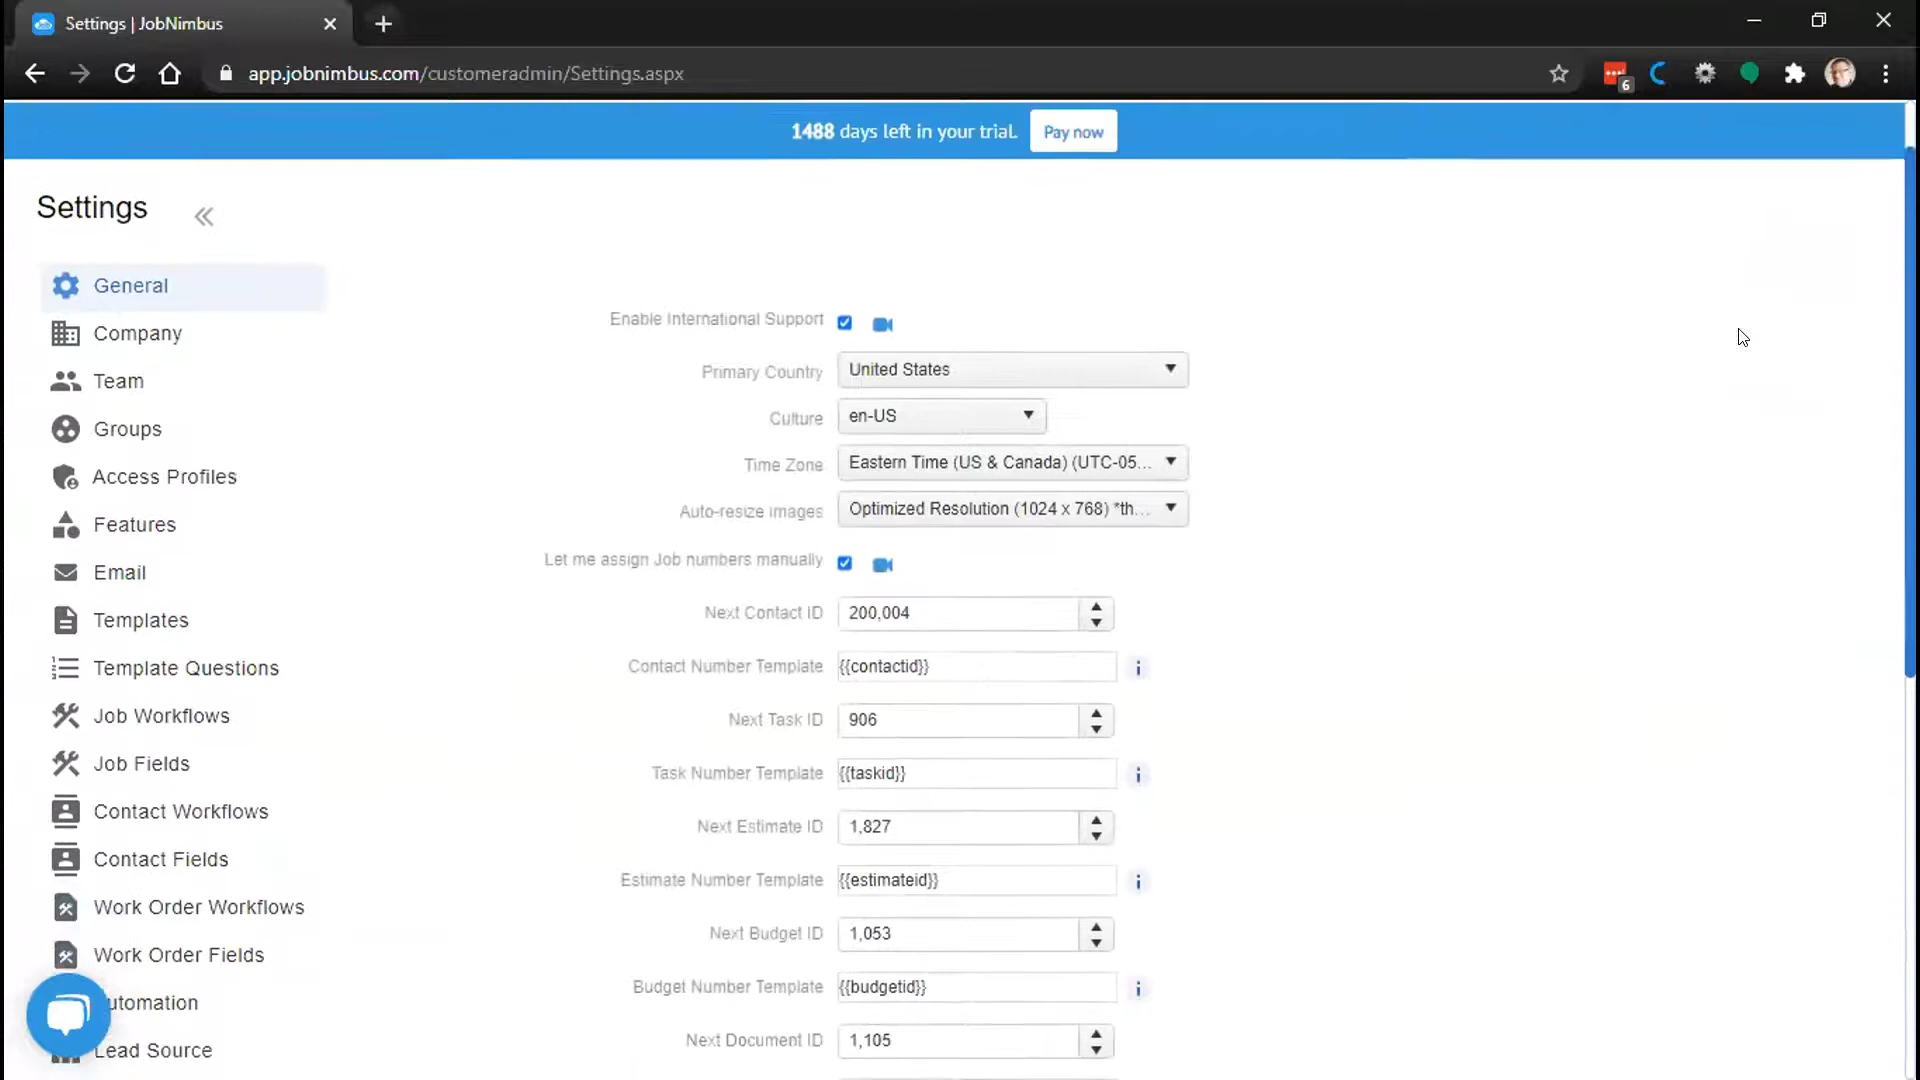 Settings | JobNimbus
app.jobnimbus.com/customeradmin/Settings.aspx
6
1488 days left in your trial.
Pay now
Settings
General
Company
Team
Groups
Access Profiles
Features
Email
Templates
Template Questions
Job Workflows
Job Fields
Contact Workflows
Contact Fields
Work Order Workflows
Work Order Fields
utomation
Lead Source
Enable International Support
Primary Country United States
Culture en-US
Time Zone Eastern Time (US & Canada) (UTC-05...
Auto-resize images Optimized Resolution (1024 x 768) *th...
Let me assign Job numbers manually
Next Contact ID 200,004
Contact Number Template {{contactid}}
Next Task ID 906
Task Number Template {{taskid}}
Next Estimate ID 1,827
Estimate Number Template {{estimateid}}
Next Budget ID 1,053
Budget Number Template {{budgetid}}
Next Document ID 1,105